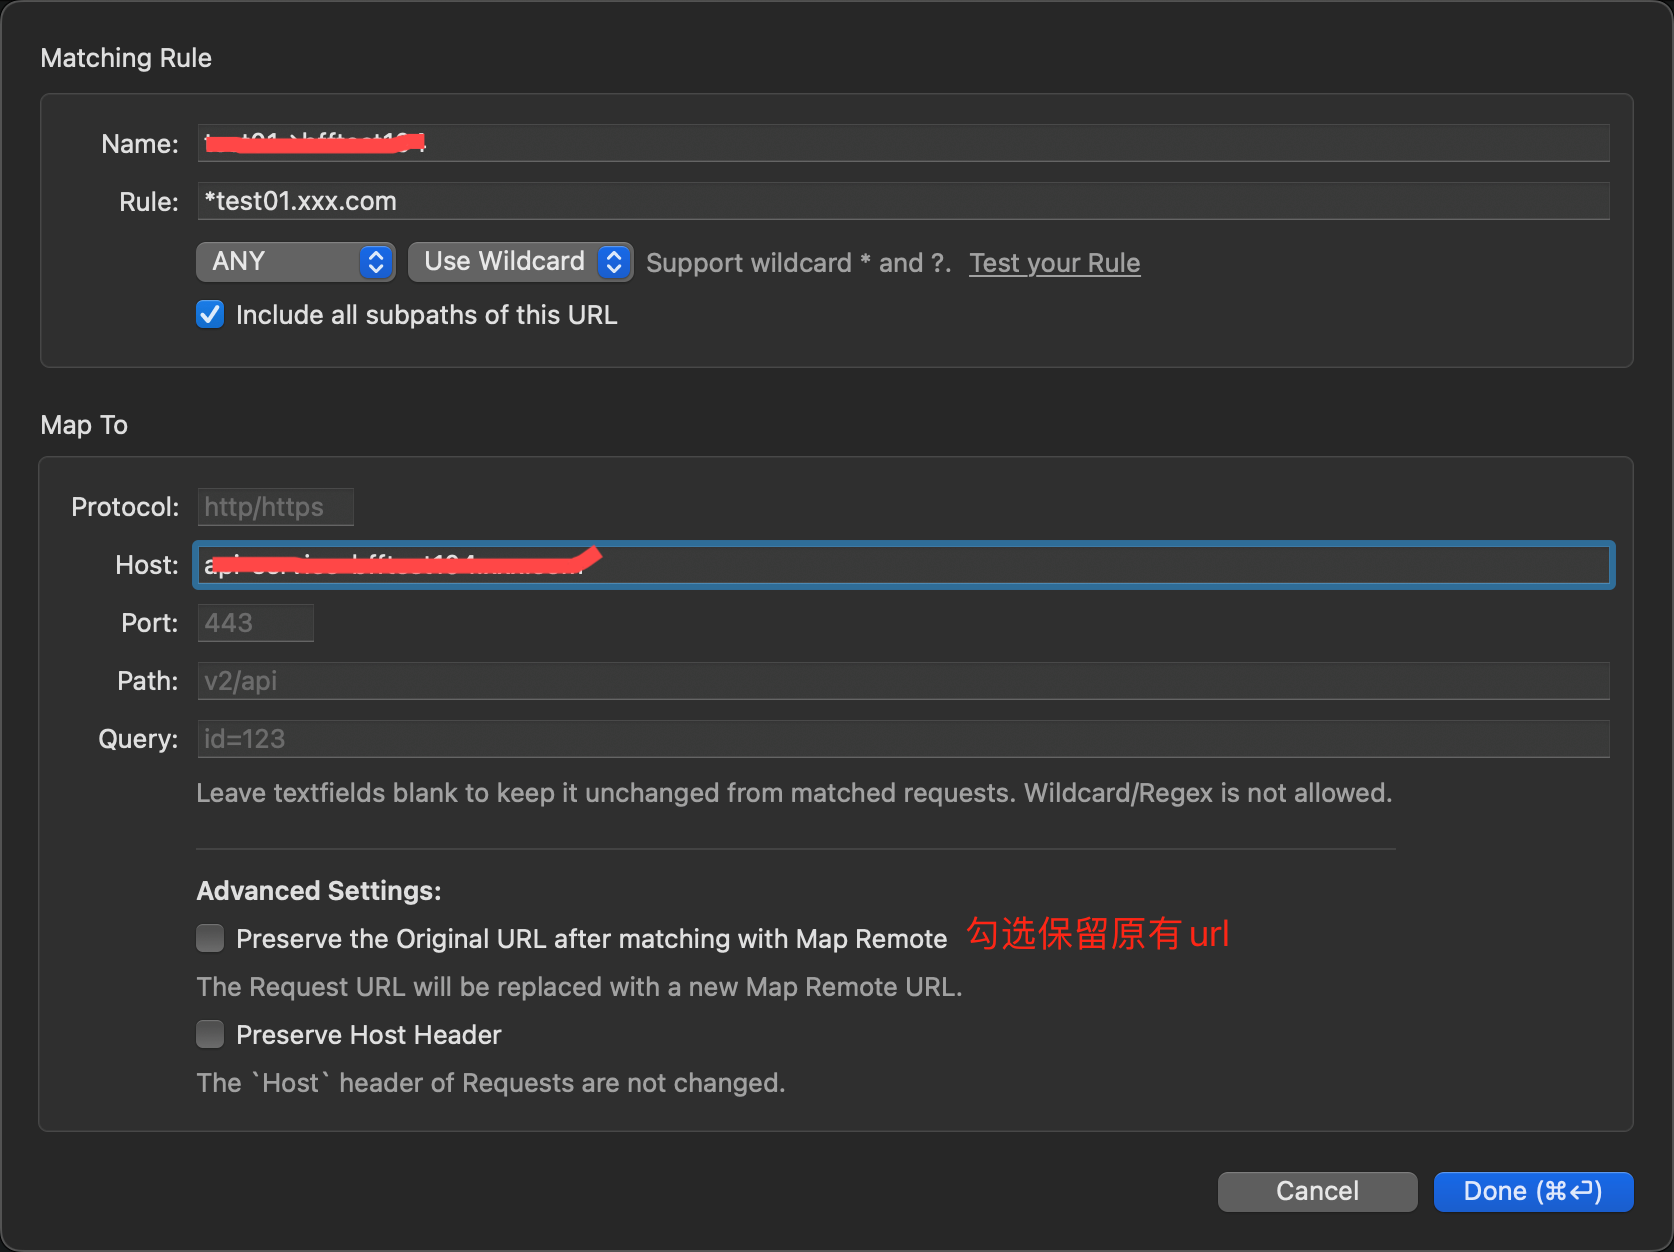 Matching Rule
Name:
Rule: *test01.xxx.com
ANY Use Wildcard Support wildcard * and ?. Test your Rule
Include all subpaths of this URL
Map To
Protocol: http/https
Host:
Port: 443
Path: v2/api
Query: id=123
Leave textfields blank to keep it unchanged from matched requests. Wildcard/Regex is not allowed.
Advanced Settings:
Preserve the Original URL after matching with Map Remote 勾选保留原有url
The Request URL will be replaced with a new Map Remote URL.
Preserve Host Header
The `Host` header of Requests are not changed.
Cancel Done (⌘↩)